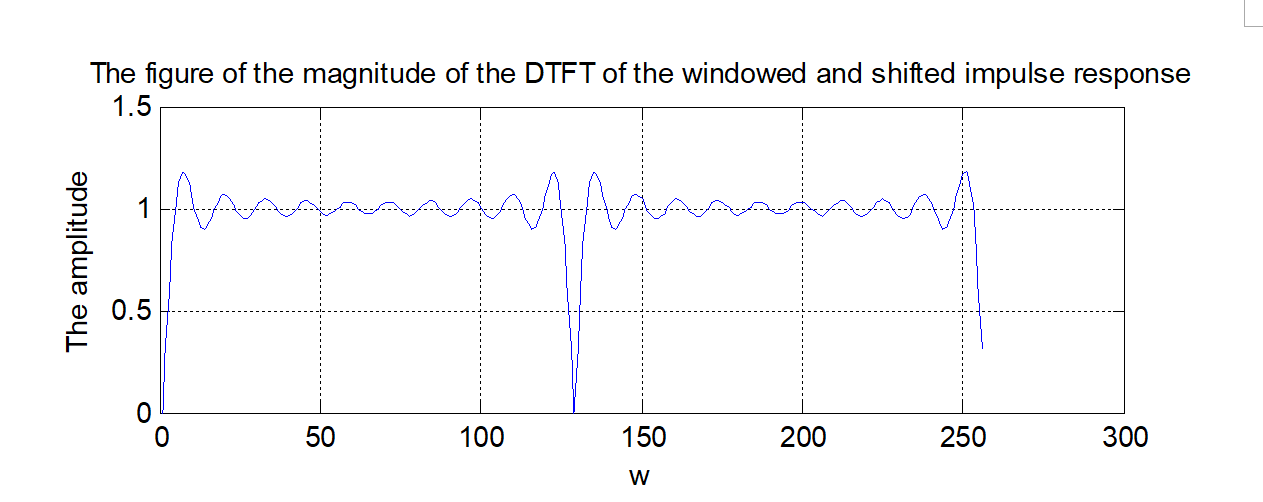 The figure of the magnitude of the DTFT of the windowed and shifted impulse response
1.5
1
0.5
0
The amplitude
0 50 100 150 200 250 300
w